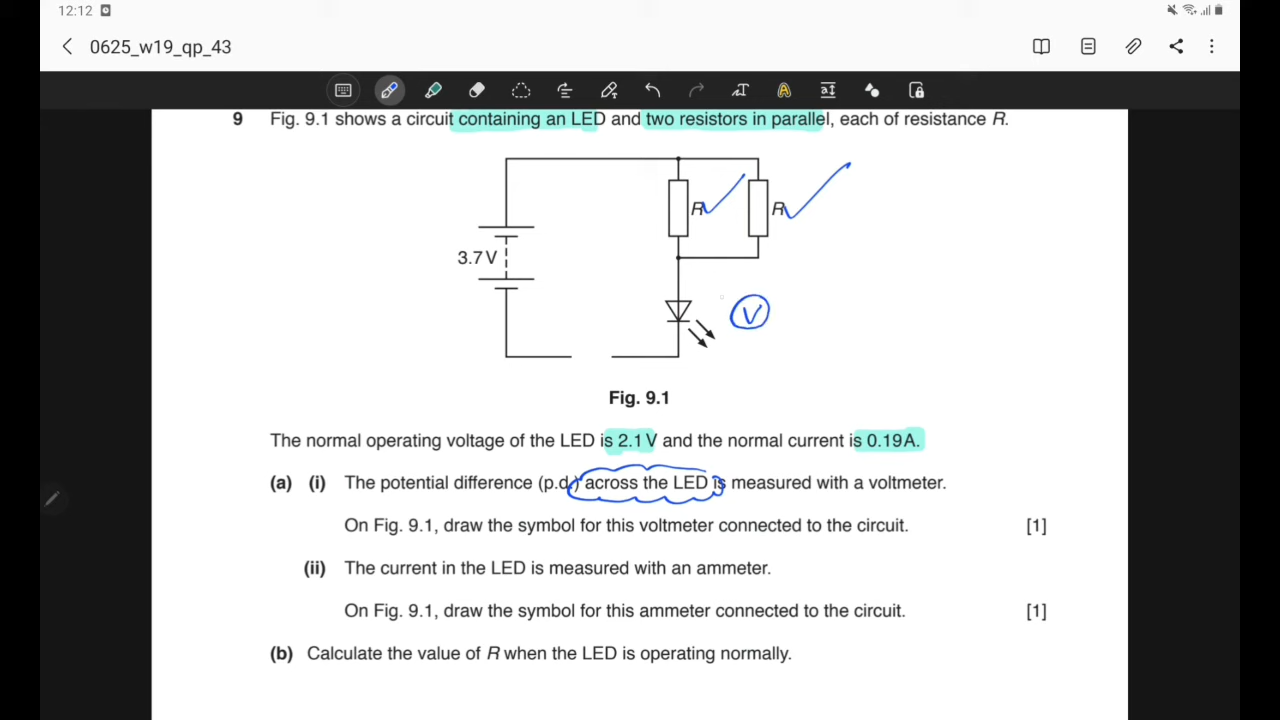 12:12
0625_w19_qp_43
9 Fig. 9.1 shows a circuit containing an LED and two resistors in parallel, each of resistance R.
R R
3.7 V
V
Fig. 9.1
The normal operating voltage of the LED is 2.1 V and the normal current is 0.19 A.
(a) (i) The potential difference (p.d.) across the LED is measured with a voltmeter.
On Fig. 9.1, draw the symbol for this voltmeter connected to the circuit. [1]
(ii) The current in the LED is measured with an ammeter.
On Fig. 9.1, draw the symbol for this ammeter connected to the circuit. [1]
(b) Calculate the value of R when the LED is operating normally.